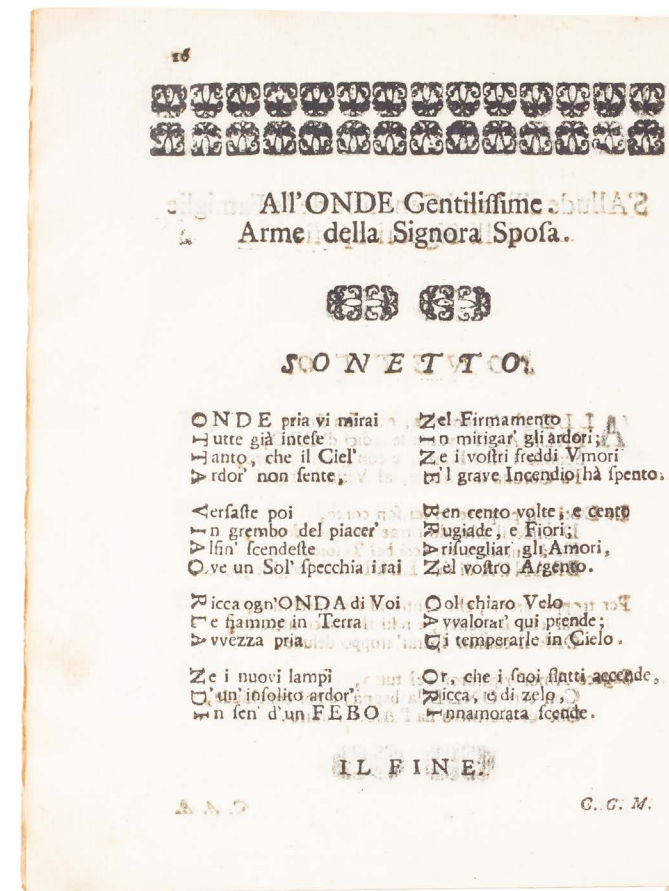 16
All'ONDE Gentiliſſime.
Arme della Signora Spoſa.
SONETTO.
ONDE pria vi mirai Nel Firmamento
Tutte già inteſe In mitigar' gli ardori;
Tanto, che il Ciel' Ne i voſtri freddi Vmori
Ardor' non ſente, E'l grave Incendio hà ſpento.
Verſaſte poi Ben cento volte, e cento
In grembo del piacer' Rugiade, e Fiori;
Alfin' ſcendeſte A riſuegliar gli Amori,
Ove un Sol' ſpecchia i rai Nel voſtro Argento.
Ricca ogn'ONDA di Voi Col chiaro Velo
Le fiamme in Terra Avvalorar' qui prende;
Avvezza pria Di temperarle in Cielo.
Ne i nuovi lampi Or, che i ſuoi flutti accende,
D'un' inſolito ardor' Ricca, e di zelo,
In ſen' d'un FEBO Innamorata ſcende.
IL FINE.
C. G. M.